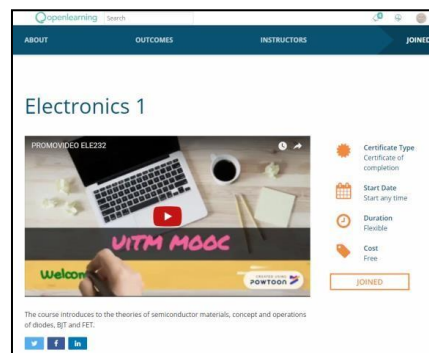 openlearning
Search
ABOUT
OUTCOMES
INSTRUCTORS
JOINED
Electronics 1
PROMOVIDEO ELE232
UiTM MOOC
Welcom
CREATED USING
POWTOON
Certificate Type
Certificate of
completion
Start Date
Start any time
Duration
Flexible
Cost
Free
JOINED
The course introduces to the theories of semiconductor materials, concept and operations
of diodes, BJT and FET.